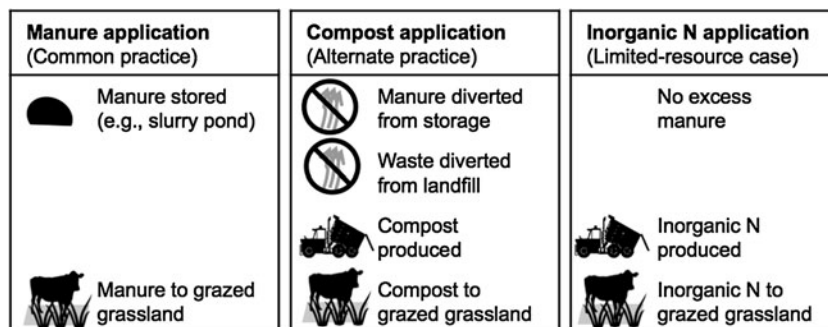 Manure application
(Common practice)
Manure stored
(e.g., slurry pond)
Manure to grazed
grassland
Compost application
(Alternate practice)
Manure diverted
from storage
Waste diverted
from landfill
Compost
produced
Compost to
grazed grassland
Inorganic N application
(Limited-resource case)
No excess
manure
Inorganic N
produced
Inorganic N to
grazed grassland